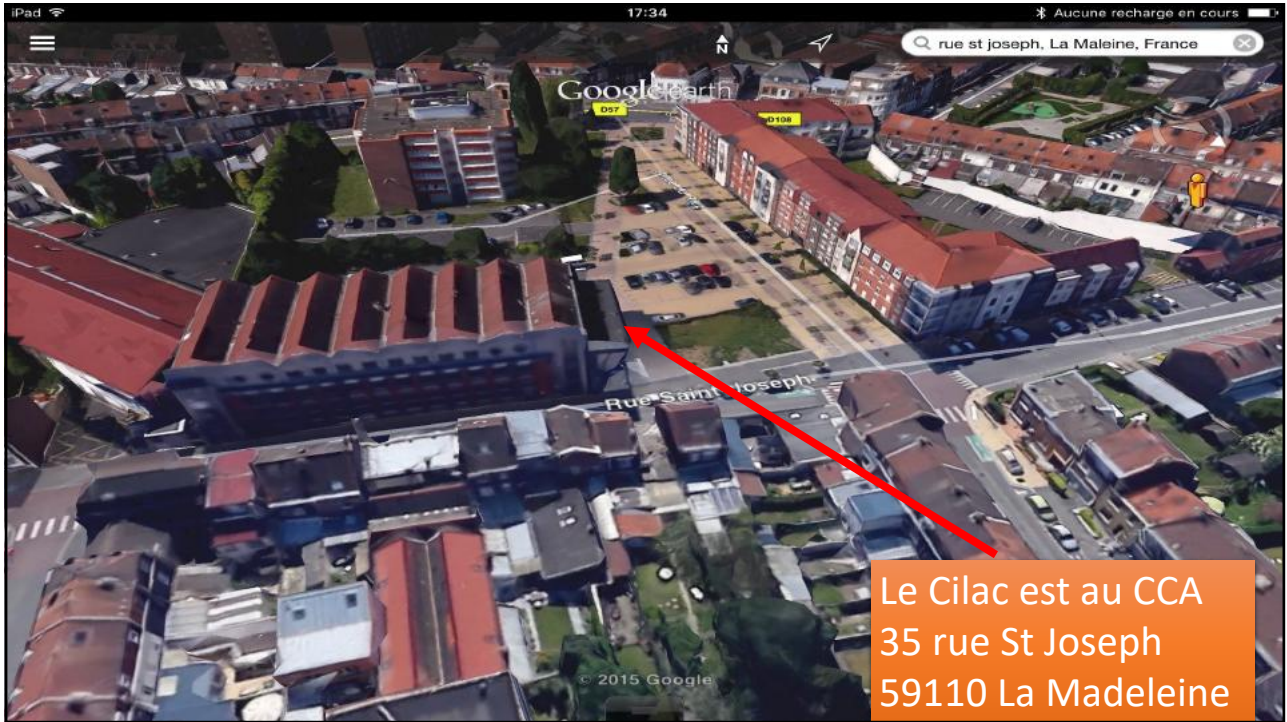 iPad 17:34 Aucune recharge en cours
N
rue st joseph, La Maleine, France
Google earth
D57
D108
Rue Saint-Joseph
Le Cilac est au CCA
35 rue St Joseph
59110 La Madeleine
© 2015 Google